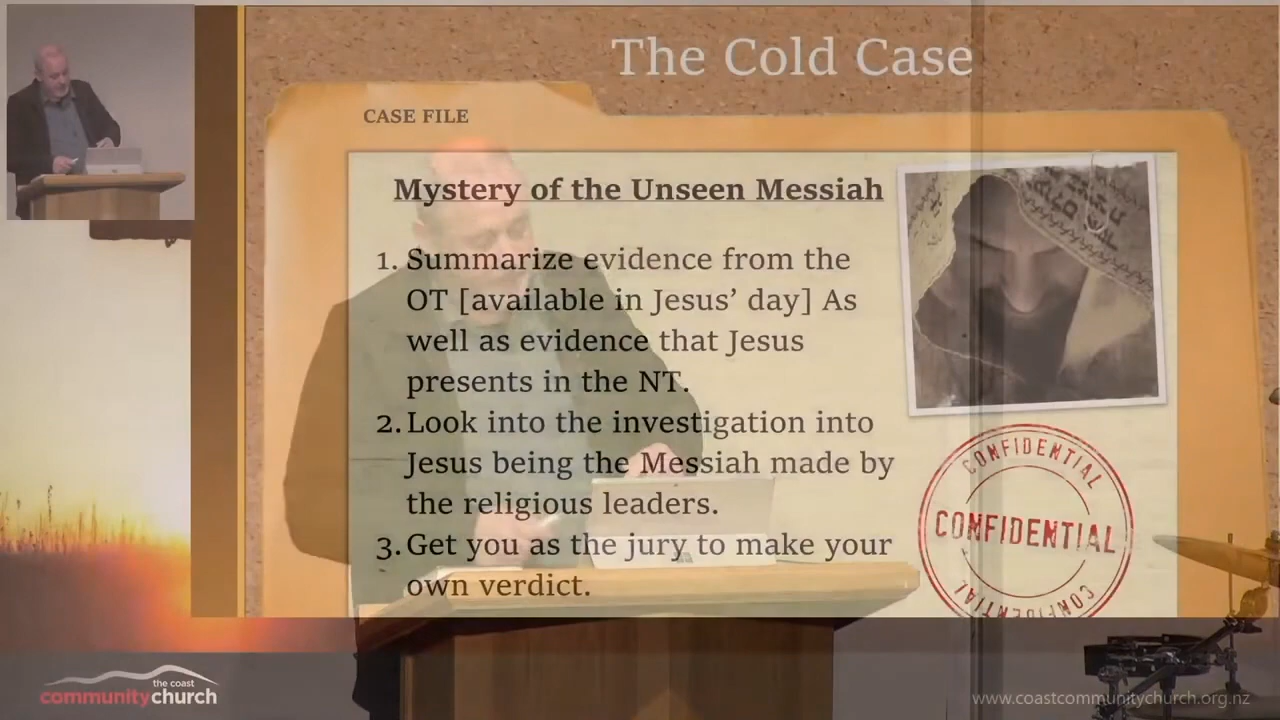 The Cold Case
CASE FILE
Mystery of the Unseen Messiah
1. Summarize evidence from the
OT [available in Jesus’ day] As
well as evidence that Jesus
presents in the NT.
2. Look into the investigation into
Jesus being the Messiah made by
the religious leaders.
3. Get you as the jury to make your
own verdict.
CONFIDENTIAL
CONFIDENTIAL
CONFIDENTIAL
the coast
communitychurch
www.coastcommunitychurch.org.nz